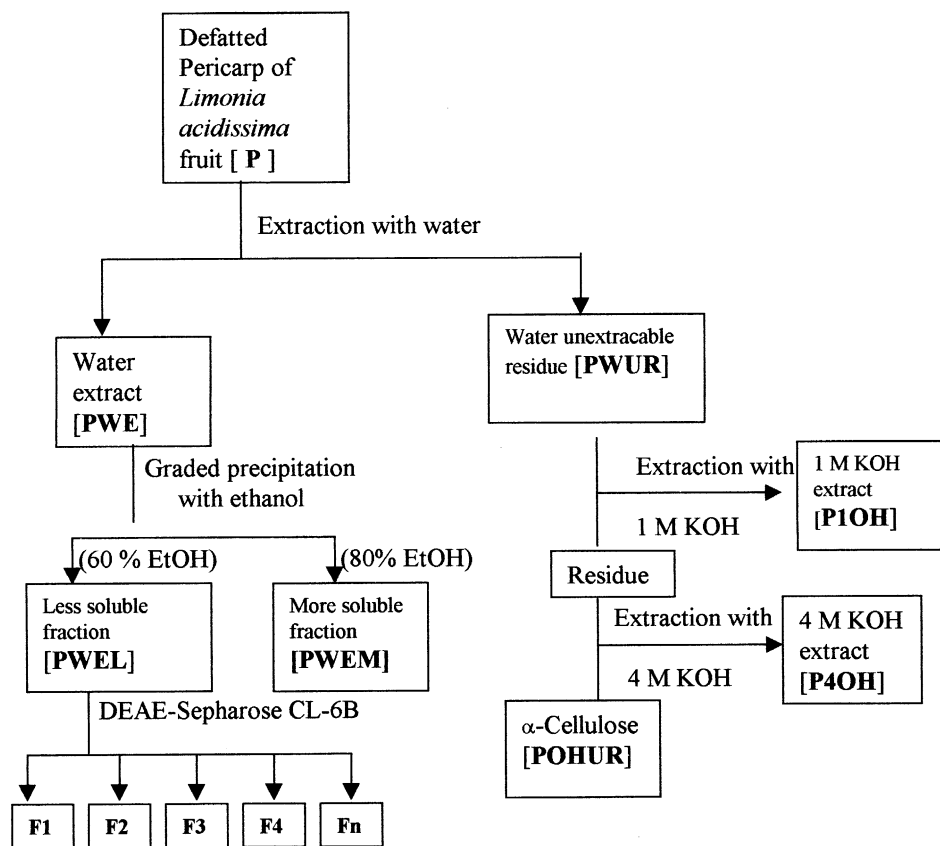 Defatted
Pericarp of
Limonia
acidissima
fruit [ P ]
Extraction with water
Water
extract
[PWE]
Water unextracable
residue [PWUR]
Graded precipitation
with ethanol
Extraction with
1 M KOH
1 M KOH
extract
[P1OH]
(60 % EtOH)
(80% EtOH)
Residue
Less soluble
fraction
[PWEL]
More soluble
fraction
[PWEM]
Extraction with
4 M KOH
4 M KOH
extract
[P4OH]
DEAE-Sepharose CL-6B
α-Cellulose
[POHUR]
F1
F2
F3
F4
Fn